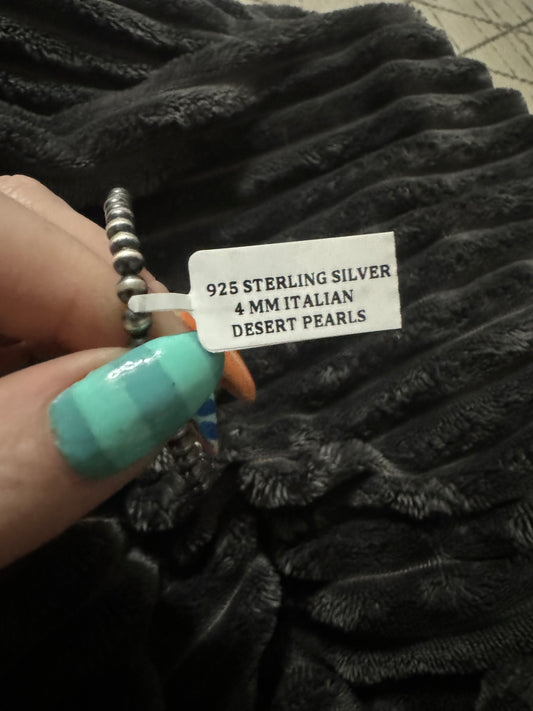 925 STERLING SILVER
4 MM ITALIAN
DESERT PEARLS